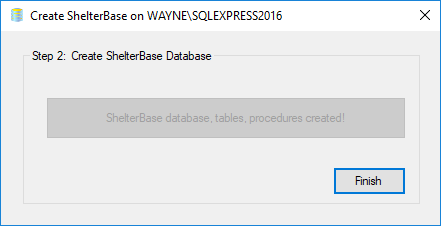 Create ShelterBase on WAYNE\SQLEXPRESS2016
Step 2:  Create ShelterBase Database
ShelterBase database, tables, procedures created!
Finish